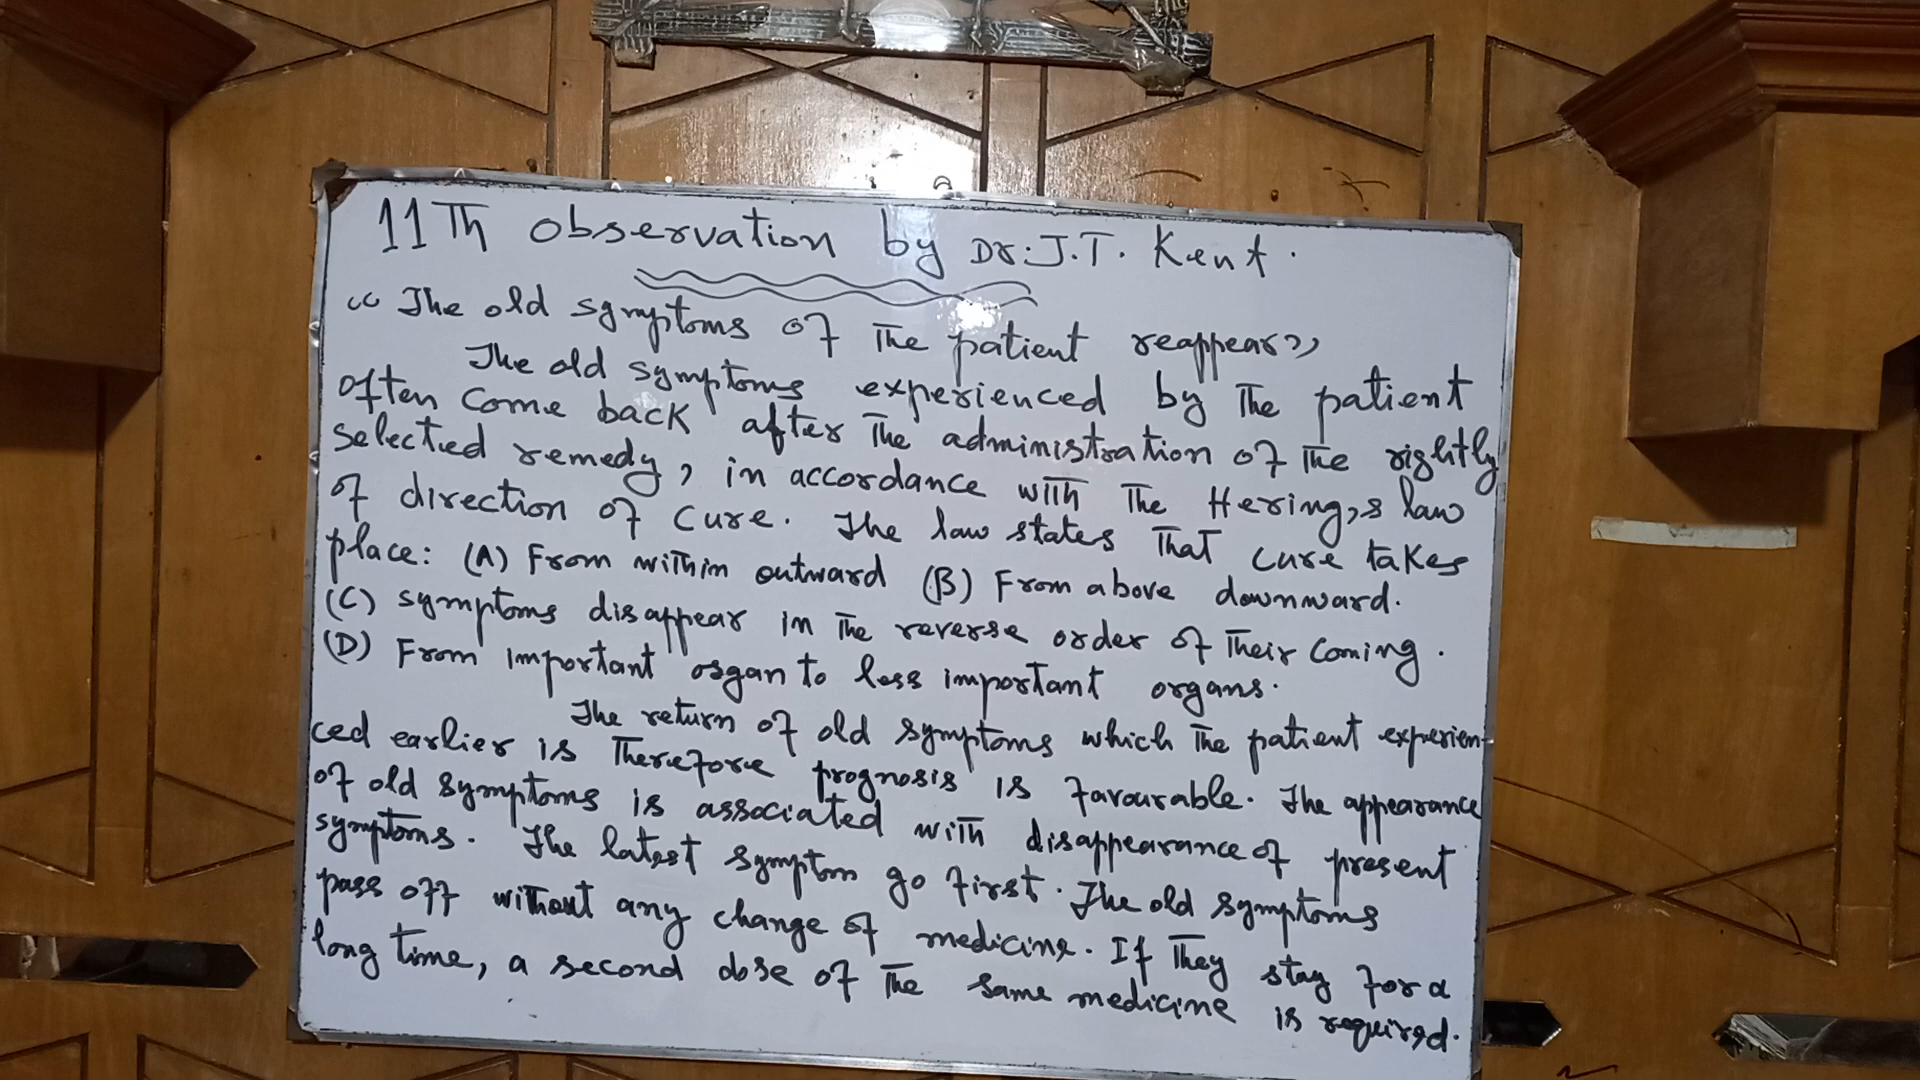 11Th observation by Dr: J.T. Kent.
"The old symptoms of The patient reappear"
The old symptoms experienced by The patient
often come back after The administration of The rightly
selected remedy, in accordance with The Hering,s law
of direction of cure. The law states That cure takes
place: (A) From within outward (B) From above downward.
(C) symptoms disappear in The reverse order of Their coming.
(D) From important organ to less important organs.
The return of old symptoms which The patient experien-
ced earlier is Therefore prognosis is favourable. The appearance
of old symptoms is associated with disappearance of present
symptoms. The latest symptom go first. The old symptoms
pass off without any change of medicine. If They stay for a
long time, a second dose of The same medicine is required.